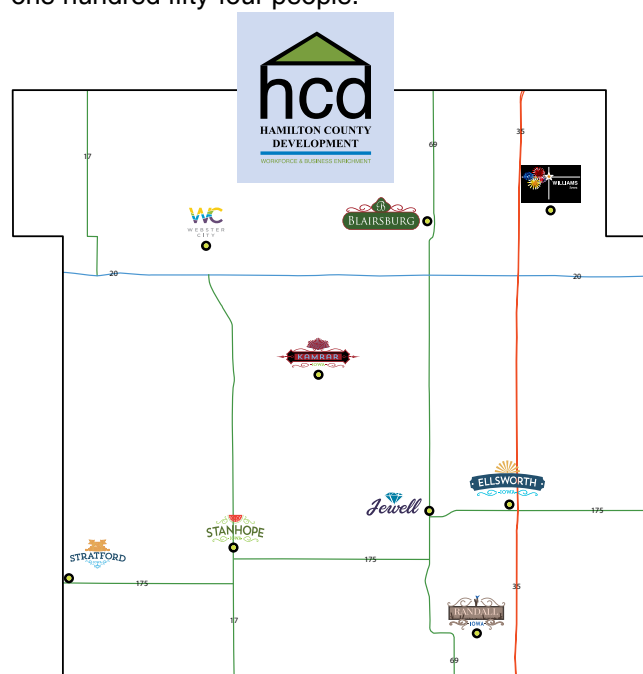 one hundred fifty-four people.
hcd
HAMILTON COUNTY
DEVELOPMENT
WORKFORCE & BUSINESS ENRICHMENT
17
69
35
WILLIAMS
WC
WEBSTER
CITY
B
BLAIRSBURG
20
20
KAMRAR
ELLSWORTH
IOWA
Jewell
175
STANHOPE
STRATFORD
175
175
RANDALL
IOWA
35
17
69